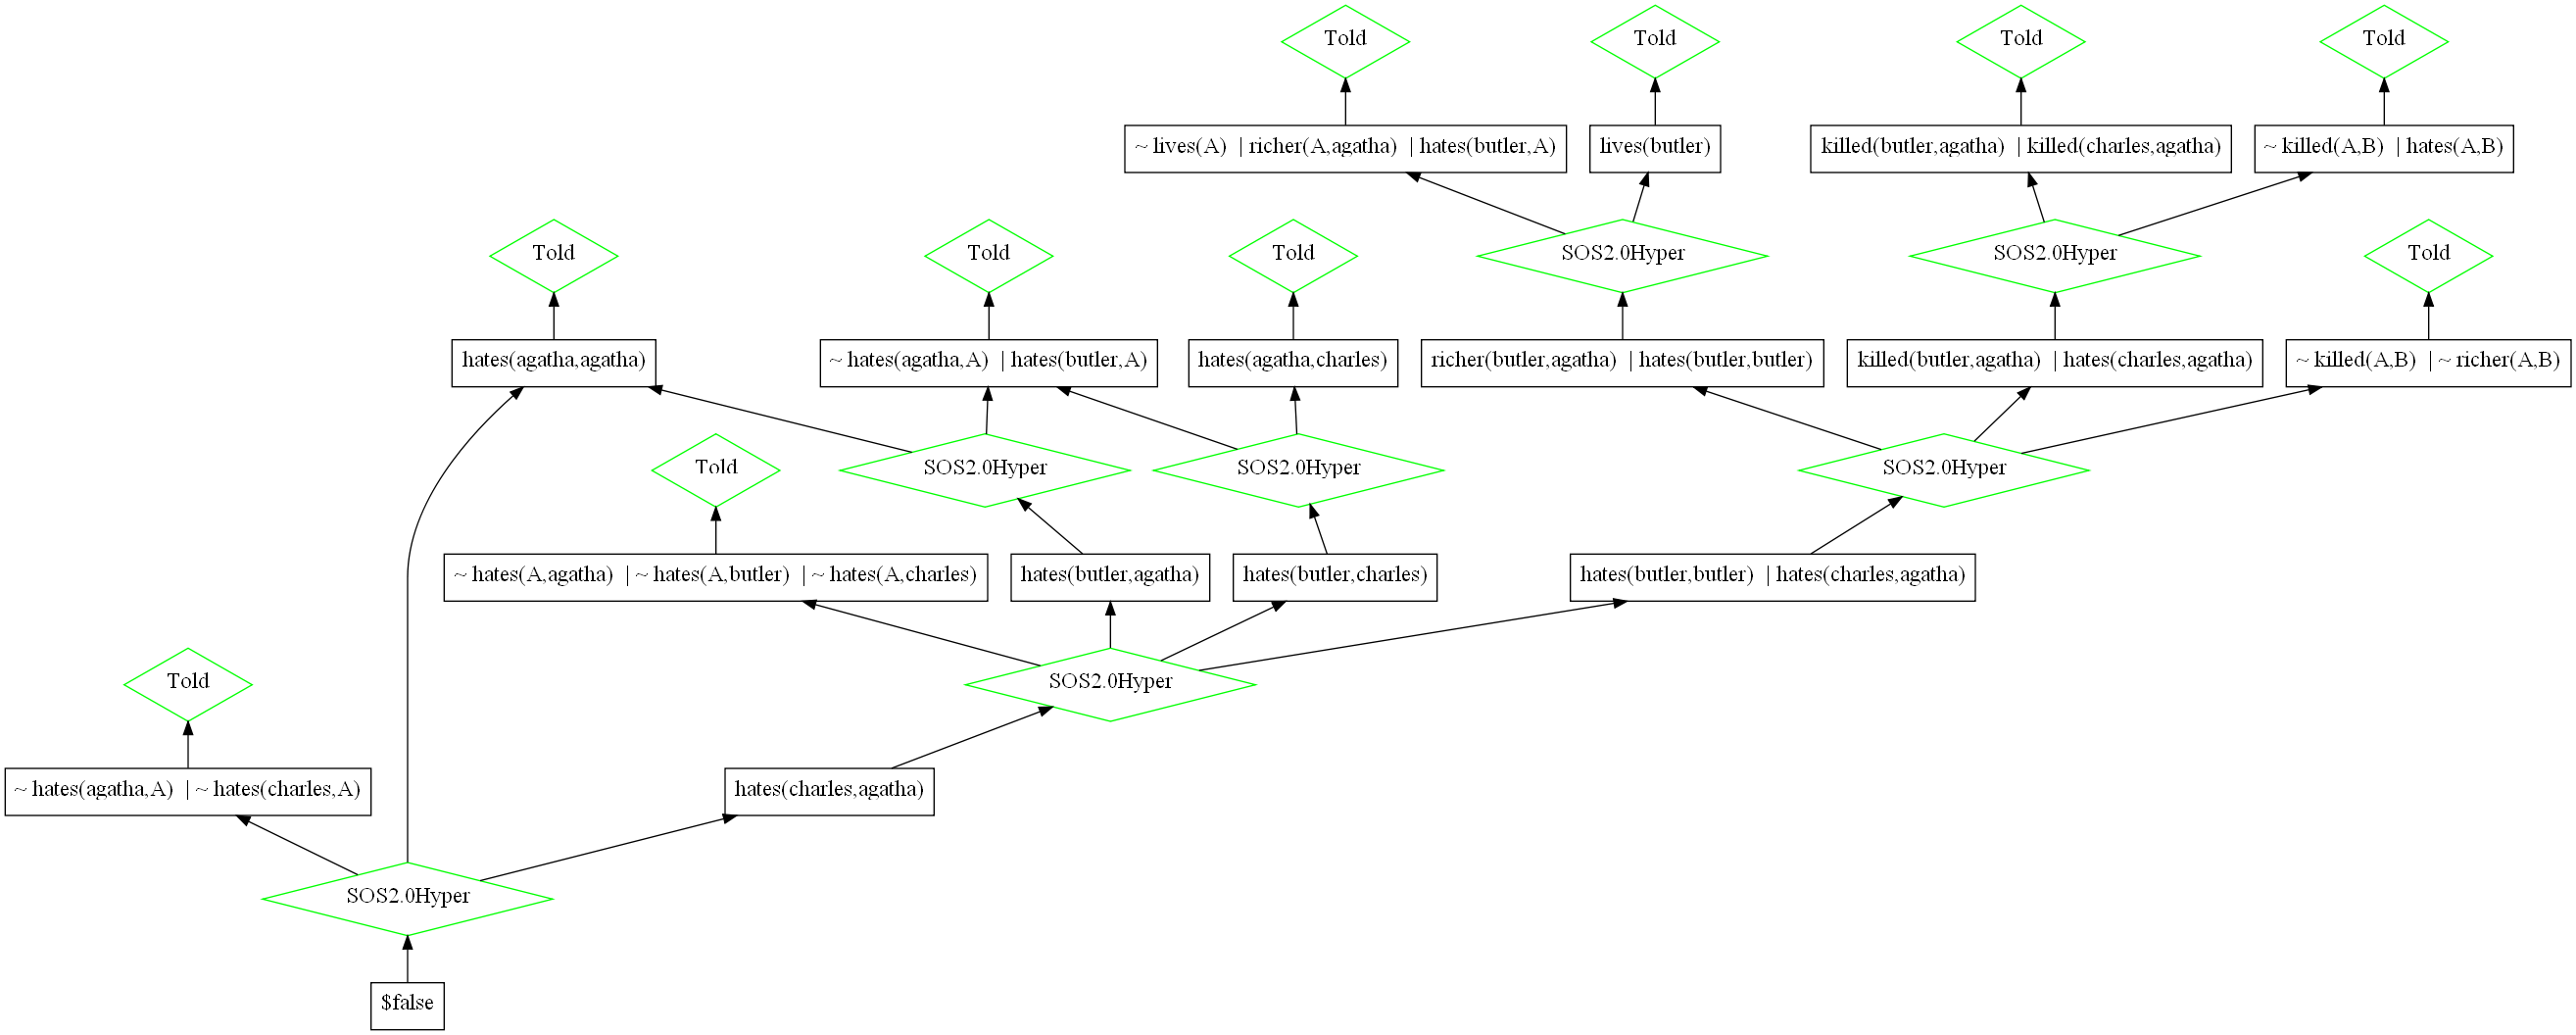 Told
Told
Told
Told
~ lives(A) | richer(A,agatha) | hates(butler,A)
lives(butler)
killed(butler,agatha) | killed(charles,agatha)
~ killed(A,B) | hates(A,B)
Told
Told
Told
SOS2.0Hyper
SOS2.0Hyper
Told
hates(agatha,agatha)
~ hates(agatha,A) | hates(butler,A)
hates(agatha,charles)
richer(butler,agatha) | hates(butler,butler)
killed(butler,agatha) | hates(charles,agatha)
~ killed(A,B) | ~ richer(A,B)
Told
SOS2.0Hyper
SOS2.0Hyper
SOS2.0Hyper
~ hates(A,agatha) | ~ hates(A,butler) | ~ hates(A,charles)
hates(butler,agatha)
hates(butler,charles)
hates(butler,butler) | hates(charles,agatha)
Told
SOS2.0Hyper
~ hates(agatha,A) | ~ hates(charles,A)
hates(charles,agatha)
SOS2.0Hyper
$false